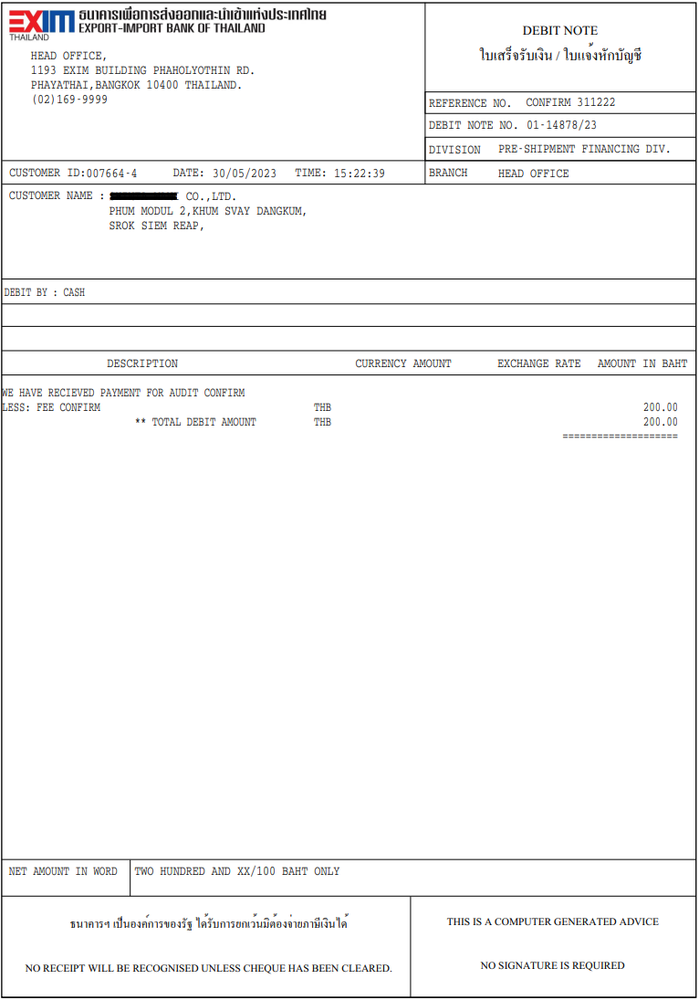 EXIM
THAILAND
ธนาคารเพื่อการส่งออกและนำเข้าแห่งประเทศไทย
EXPORT-IMPORT BANK OF THAILAND
HEAD OFFICE,
1193 EXIM BUILDING PHAHOLYOTHIN RD.
PHAYATHAI,BANGKOK 10400 THAILAND.
(02)169-9999
DEBIT NOTE
ใบเสร็จรับเงิน / ใบแจ้งหักบัญชี
REFERENCE NO. CONFIRM 311222
DEBIT NOTE NO. 01-14878/23
DIVISION PRE-SHIPMENT FINANCING DIV.
CUSTOMER ID:007664-4 DATE: 30/05/2023 TIME: 15:22:39
BRANCH HEAD OFFICE
CUSTOMER NAME : CO.,LTD.
PHUM MODUL 2,KHUM SVAY DANGKUM,
SROK SIEM REAP,
DEBIT BY : CASH
DESCRIPTION CURRENCY AMOUNT EXCHANGE RATE AMOUNT IN BAHT
WE HAVE RECIEVED PAYMENT FOR AUDIT CONFIRM
LESS: FEE CONFIRM THB 200.00
** TOTAL DEBIT AMOUNT THB 200.00
====================
NET AMOUNT IN WORD TWO HUNDRED AND XX/100 BAHT ONLY
ธนาคารฯ เป็นองค์การของรัฐ ได้รับการยกเว้นมิต้องจ่ายภาษีเงินได้
NO RECEIPT WILL BE RECOGNISED UNLESS CHEQUE HAS BEEN CLEARED.
THIS IS A COMPUTER GENERATED ADVICE
NO SIGNATURE IS REQUIRED